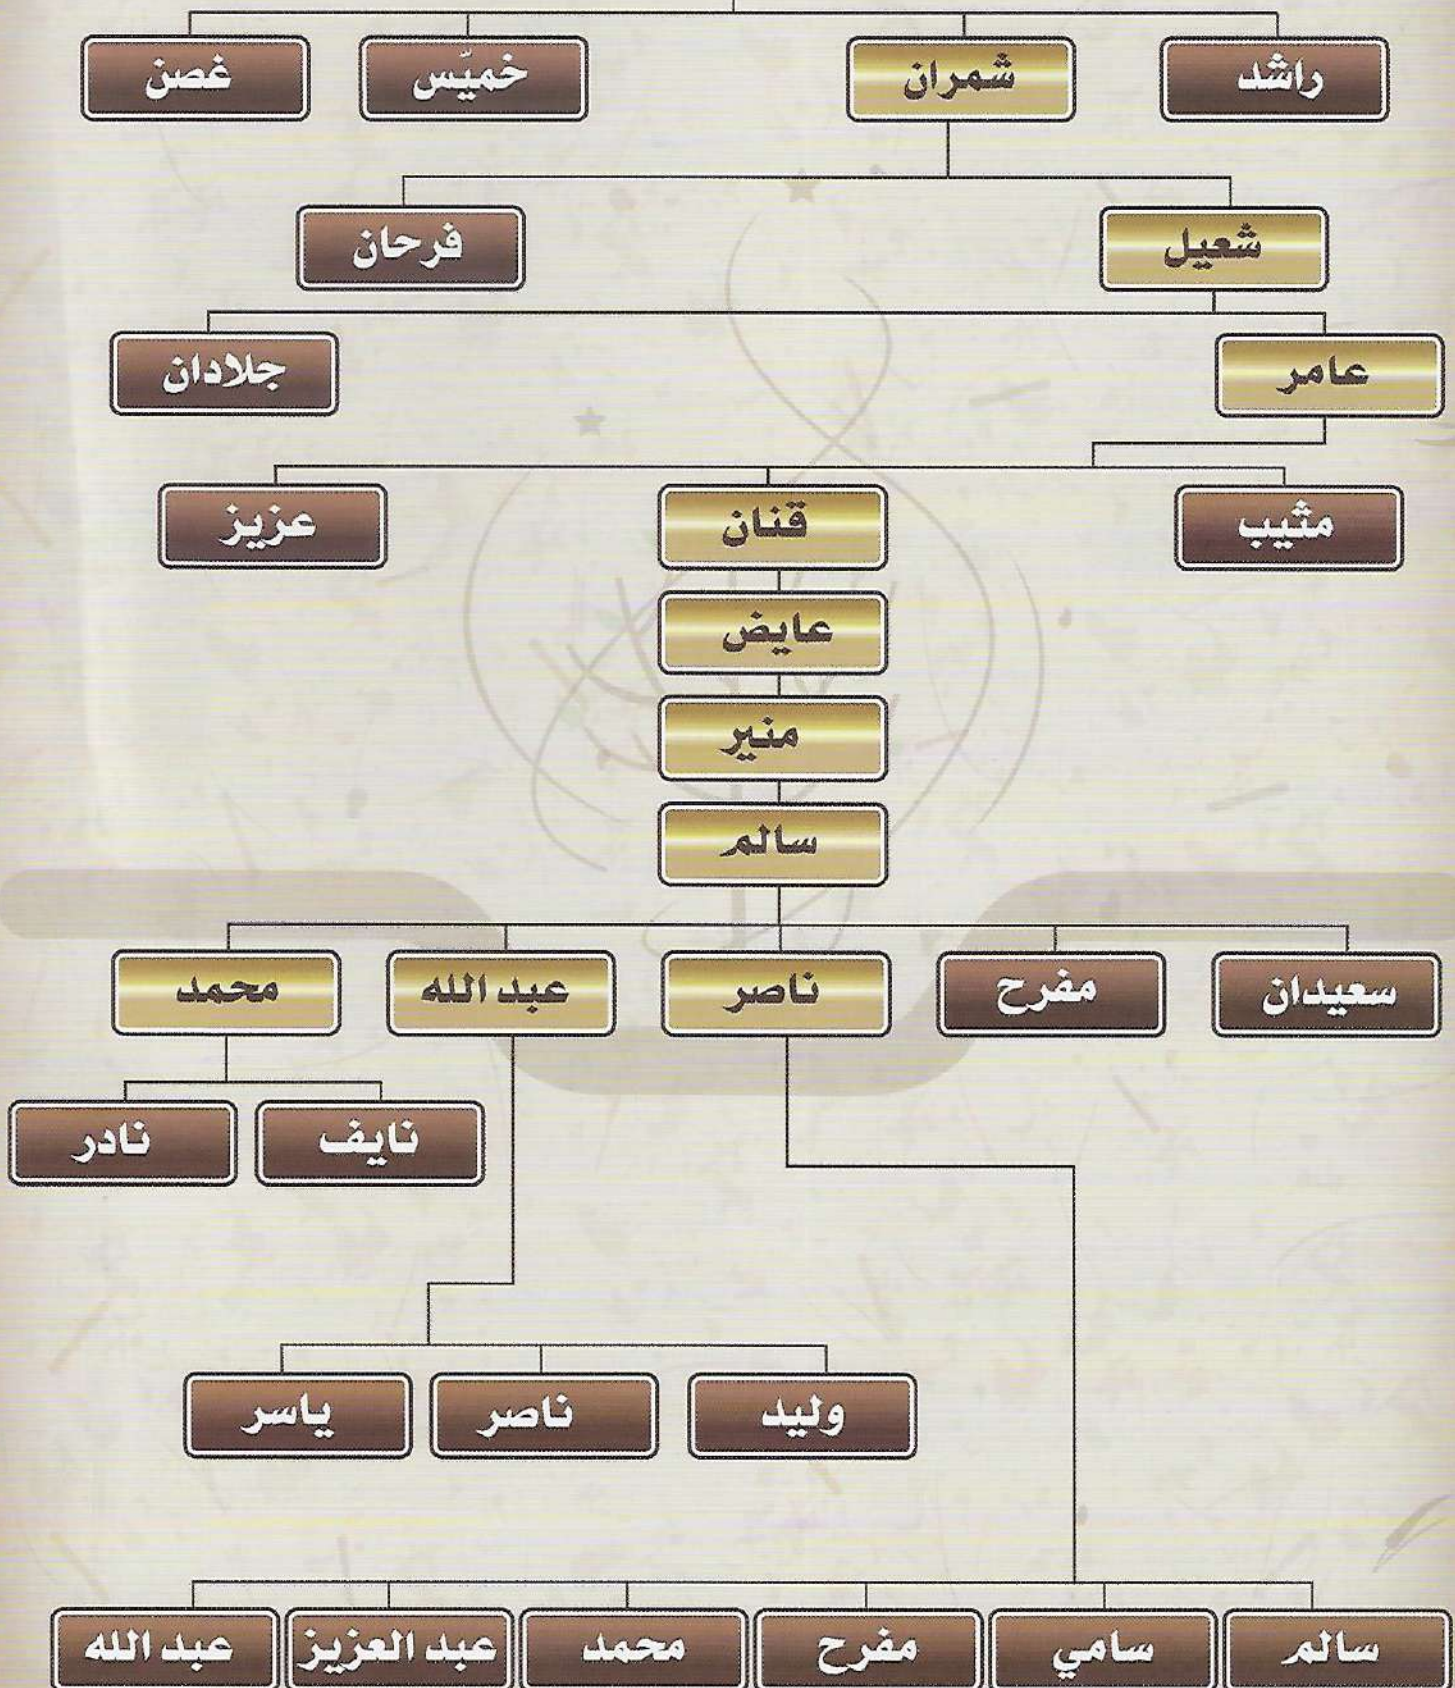 راشد
شمران
خميّس
غصن
شعيل
فرحان
عامر
جلادان
مثيب
قنان
عزيز
عايض
منير
سالم
سعيدان
مفرح
ناصر
عبد الله
محمد
نايف
نادر
وليد
ناصر
ياسر
سالم
سامي
مفرح
محمد
عبد العزيز
عبد الله